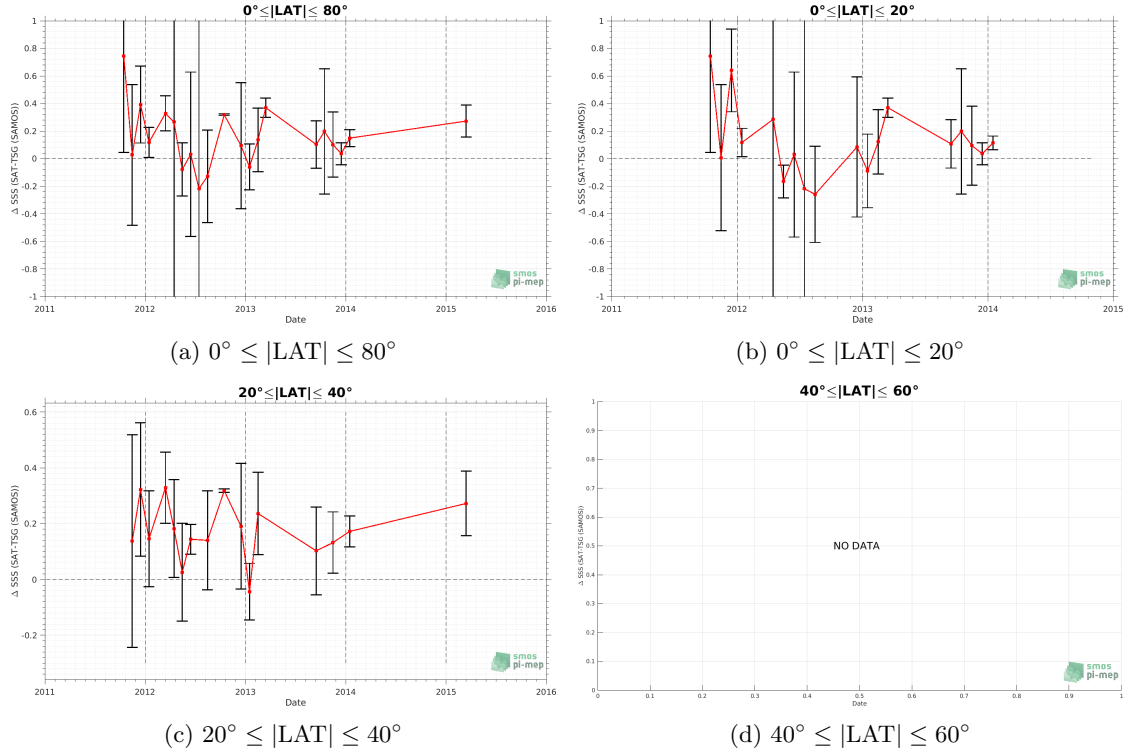 0°≤|LAT|≤ 80°
Δ SSS (SAT-TSG (SAMOS))
1
0.8
0.6
0.4
0.2
0
-0.2
-0.4
-0.6
-0.8
-1
2011
2012
2013
2014
2015
2016
Date
smos
pi-mep
(a) 0° ≤ |LAT| ≤ 80°
0°≤|LAT|≤ 20°
Δ SSS (SAT-TSG (SAMOS))
1
0.8
0.6
0.4
0.2
0
-0.2
-0.4
-0.6
-0.8
-1
2011
2012
2013
2014
2015
Date
smos
pi-mep
(b) 0° ≤ |LAT| ≤ 20°
20°≤|LAT|≤ 40°
Δ SSS (SAT-TSG (SAMOS))
0.6
0.4
0.2
0
-0.2
2011
2012
2013
2014
2015
2016
Date
smos
pi-mep
(c) 20° ≤ |LAT| ≤ 40°
40°≤|LAT|≤ 60°
Δ SSS (SAT-TSG (SAMOS))
1
0.9
0.8
0.7
0.6
0.5
0.4
0.3
0.2
0.1
0
NO DATA
0
0.1
0.2
0.3
0.4
0.5
0.6
0.7
0.8
0.9
1
Date
smos
pi-mep
(d) 40° ≤ |LAT| ≤ 60°